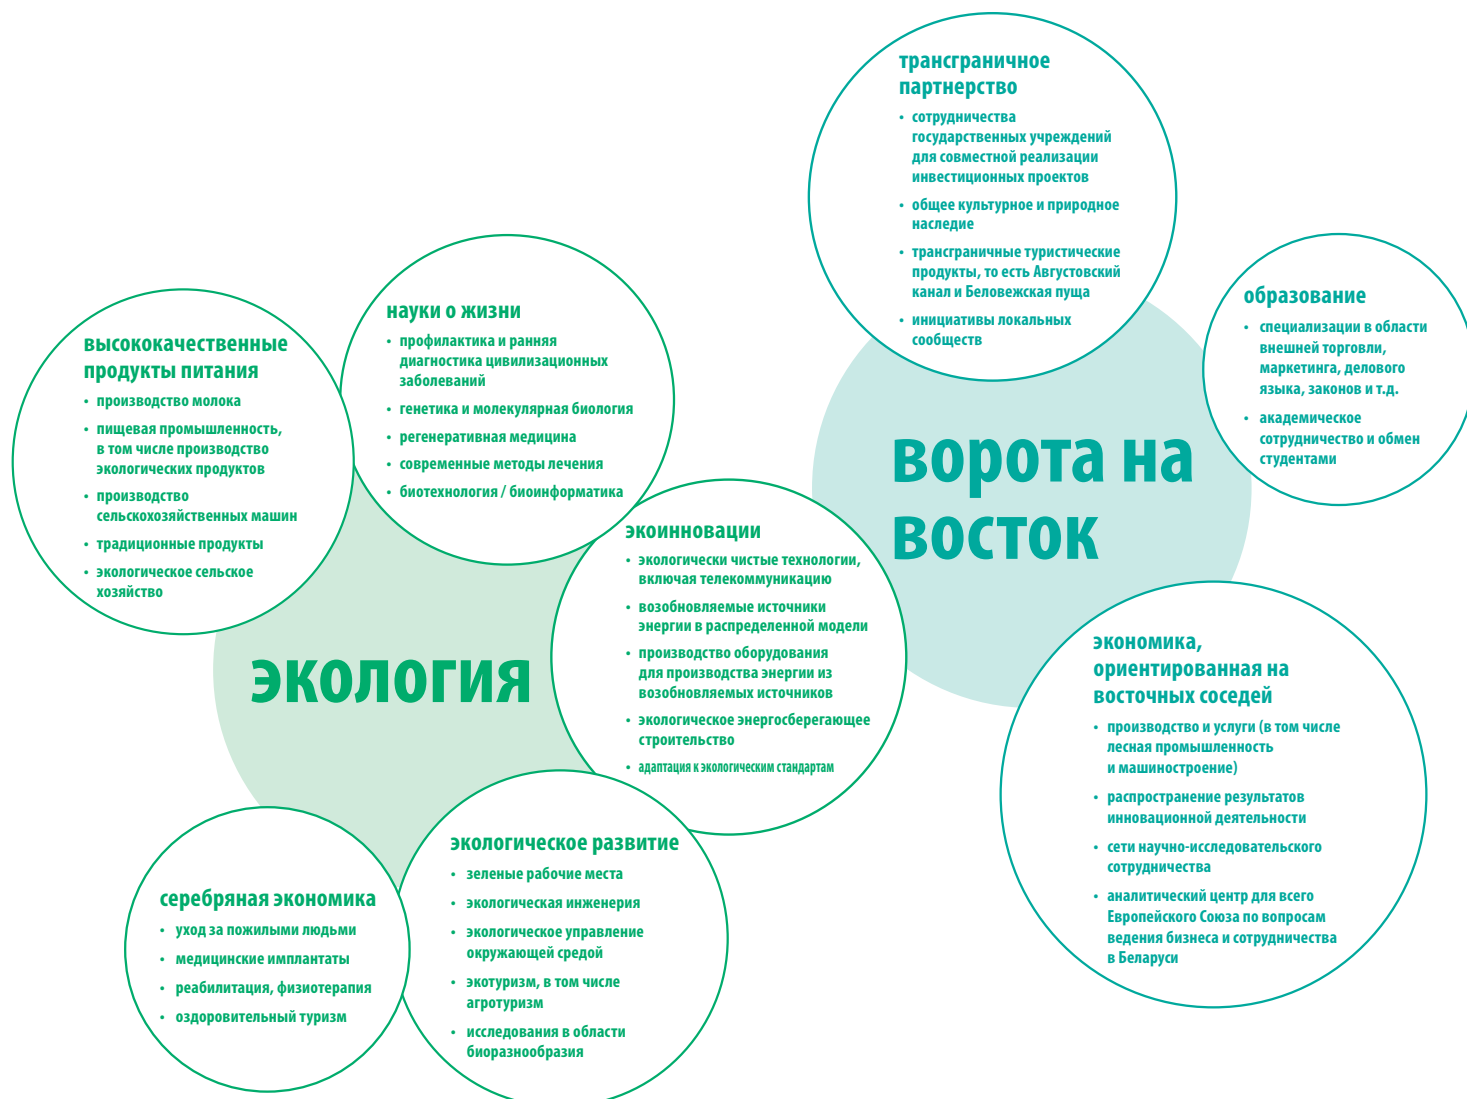 трансграничное
партнерство
• сотрудничества
государственных учреждений
для совместной реализации
инвестиционных проектов
• общее культурное и природное
наследие
• трансграничные туристические
продукты, то есть Августовский
канал и Беловежская пуща
• инициативы локальных
сообществ
образование
• специализации в области
внешней торговли,
маркетинга, делового
языка, законов и т.д.
• академическое
сотрудничество и обмен
студентами
ворота на
восток
экономика,
ориентированная на
восточных соседей
• производство и услуги (в том числе
лесная промышленность
и машиностроение)
• распространение результатов
инновационной деятельности
• сети научно-исследовательского
сотрудничества
• аналитический центр для всего
Европейского Союза по вопросам
ведения бизнеса и сотрудничества
в Беларуси
науки о жизни
• профилактика и ранняя
диагностика цивилизационных
заболеваний
• генетика и молекулярная биология
• регенеративная медицина
• современные методы лечения
• биотехнология / биоинформатика
высококачественные
продукты питания
• производство молока
• пищевая промышленность,
в том числе производство
экологических продуктов
• производство
сельскохозяйственных машин
• традиционные продукты
• экологическое сельское
хозяйство
экоинновации
• экологически чистые технологии,
включая телекоммуникацию
• возобновляемые источники
энергии в распределенной модели
• производство оборудования
для производства энергии из
возобновляемых источников
• экологическое энергосберегающее
строительство
• адаптация к экологическим стандартам
экология
экологическое развитие
• зеленые рабочие места
• экологическая инженерия
• экологическое управление
окружающей средой
• экотуризм, в том числе
агротуризм
• исследования в области
биоразнообразия
серебряная экономика
• уход за пожилыми людьми
• медицинские имплантаты
• реабилитация, физиотерапия
• оздоровительный туризм